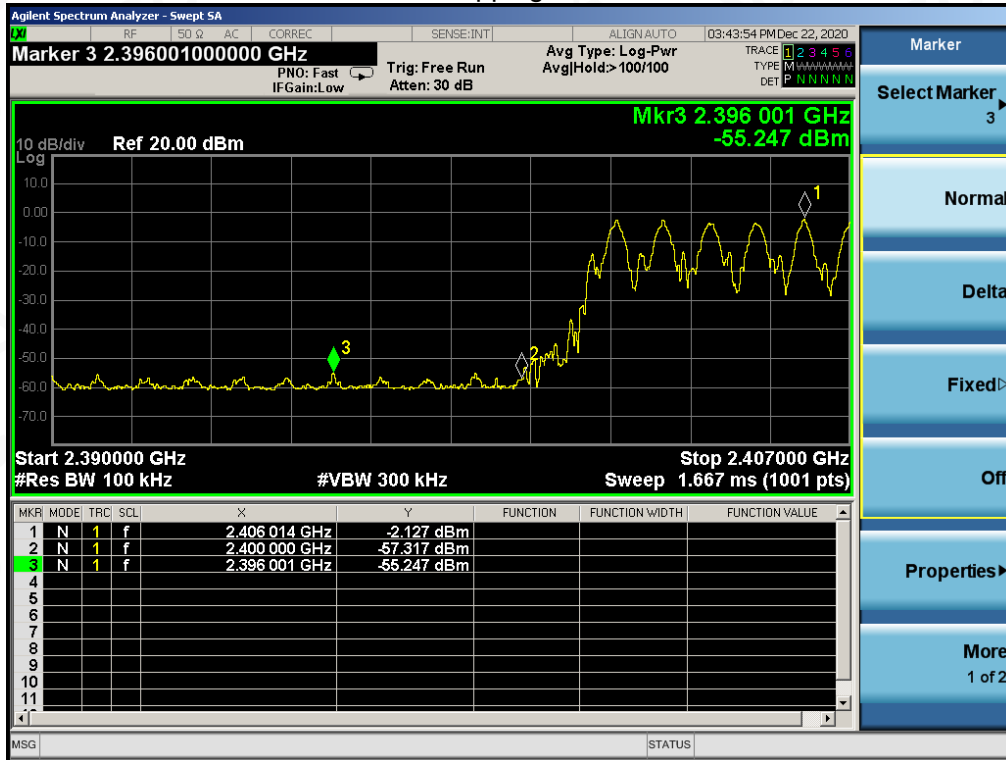 Agilent Spectrum Analyzer - Swept SA
LXI RF 50 Ω AC CORREC SENSE:INT ALIGN AUTO 03:43:54 PM Dec 22, 2020
Marker 3 2.396001000000 GHz
PNO: Fast
IFGain:Low
Trig: Free Run
Atten: 30 dB
Avg Type: Log-Pwr
Avg|Hold:>100/100
TRACE 1 2 3 4 5 6
TYPE M
DET P N N N N N
Mkr3 2.396 001 GHz
-55.247 dBm
10 dB/div Ref 20.00 dBm
Log
10.0
0.00
-10.0
-20.0
-30.0
-40.0
-50.0
-60.0
-70.0
1
2
3
Start 2.390000 GHz Stop 2.407000 GHz
#Res BW 100 kHz #VBW 300 kHz Sweep 1.667 ms (1001 pts)
MKR MODE TRC SCL X Y FUNCTION FUNCTION WIDTH FUNCTION VALUE
1 N 1 f 2.406 014 GHz -2.127 dBm
2 N 1 f 2.400 000 GHz -57.317 dBm
3 N 1 f 2.396 001 GHz -55.247 dBm
4
5
6
7
8
9
10
11
MSG STATUS
Marker
Select Marker
3
Normal
Delta
Fixed
Off
Properties
More
1 of 2